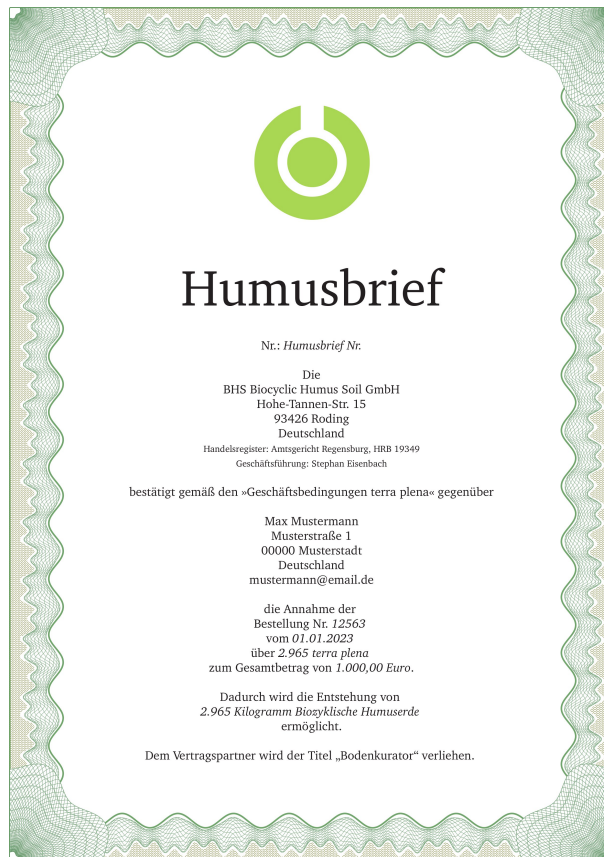 Humusbrief
Nr.: Humusbrief Nr.
Die
BHS Biocyclic Humus Soil GmbH
Hohe-Tannen-Str. 15
93426 Roding
Deutschland
Handelsregister: Amtsgericht Regensburg, HRB 19349
Geschäftsführung: Stephan Eisenbach
bestätigt gemäß den »Geschäftsbedingungen terra plena« gegenüber
Max Mustermann
Musterstraße 1
00000 Musterstadt
Deutschland
mustermann@email.de
die Annahme der
Bestellung Nr. 12563
vom 01.01.2023
über 2.965 terra plena
zum Gesamtbetrag von 1.000,00 Euro.
Dadurch wird die Entstehung von
2.965 Kilogramm Biozyklische Humuserde
ermöglicht.
Dem Vertragspartner wird der Titel „Bodenkurator“ verliehen.